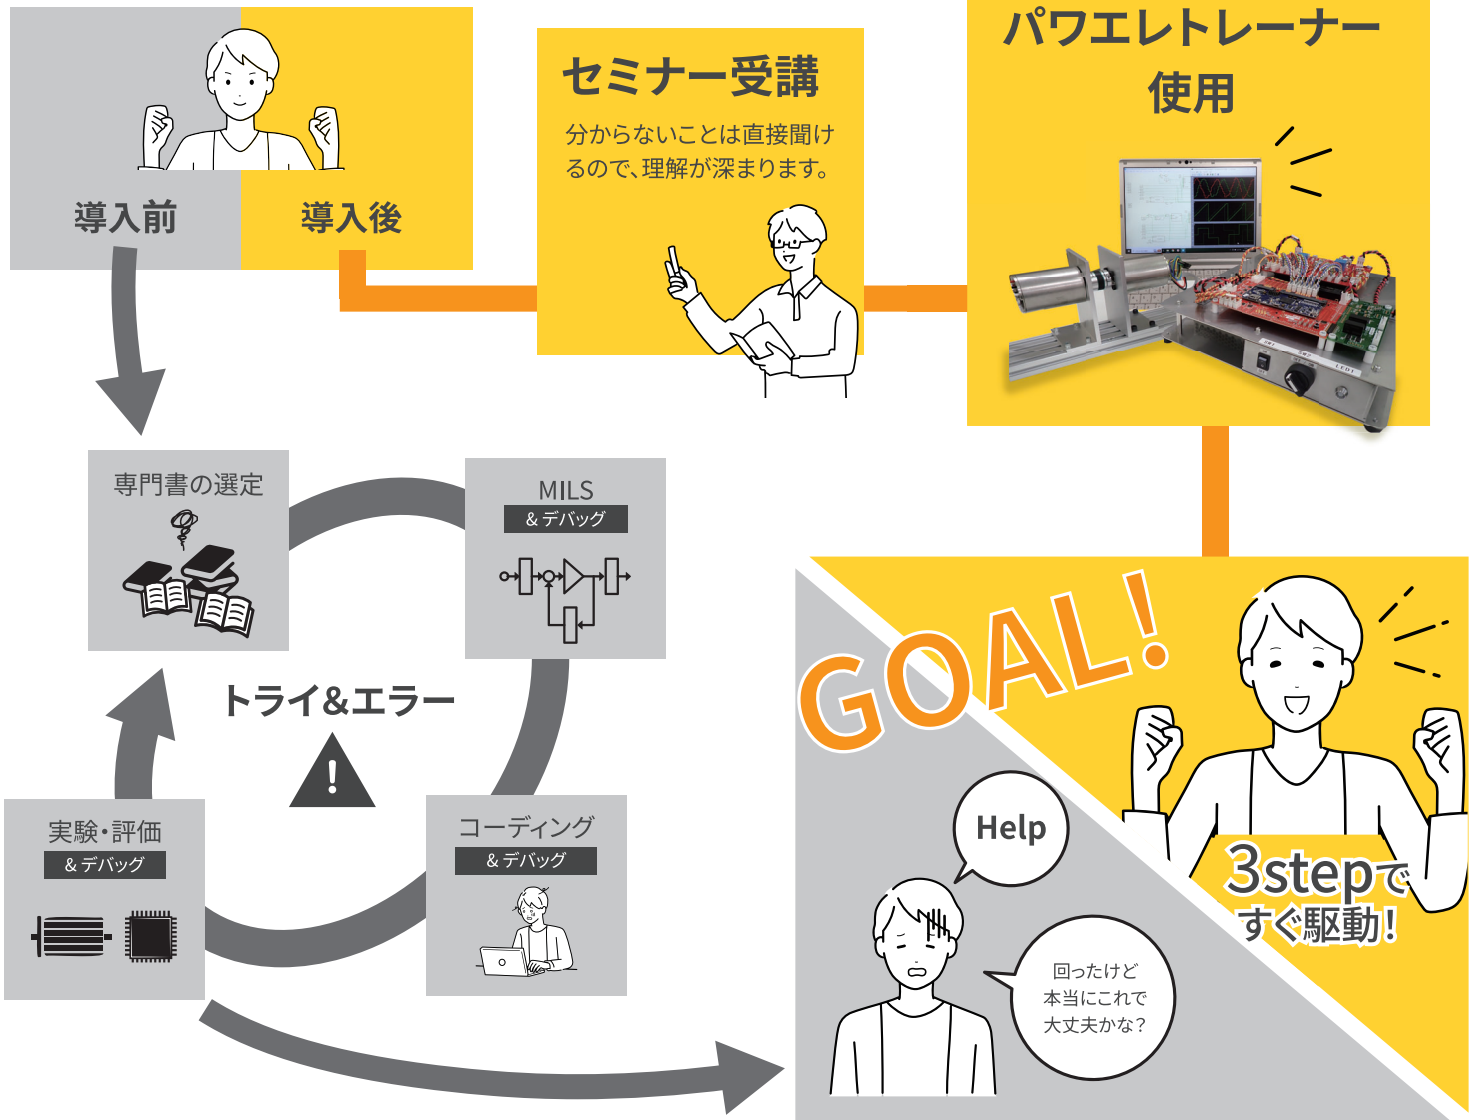 導入前
導入後
セミナー受講
分からないことは直接聞け
るので、理解が深まります。
パワエレトレーナー
使用
専門書の選定
MILS
&デバッグ
トライ&エラー
!
実験・評価
&デバッグ
コーディング
&デバッグ
GOAL!
Help
回ったけど
本当にこれで
大丈夫かな?
3stepで
すぐ駆動!
LED1